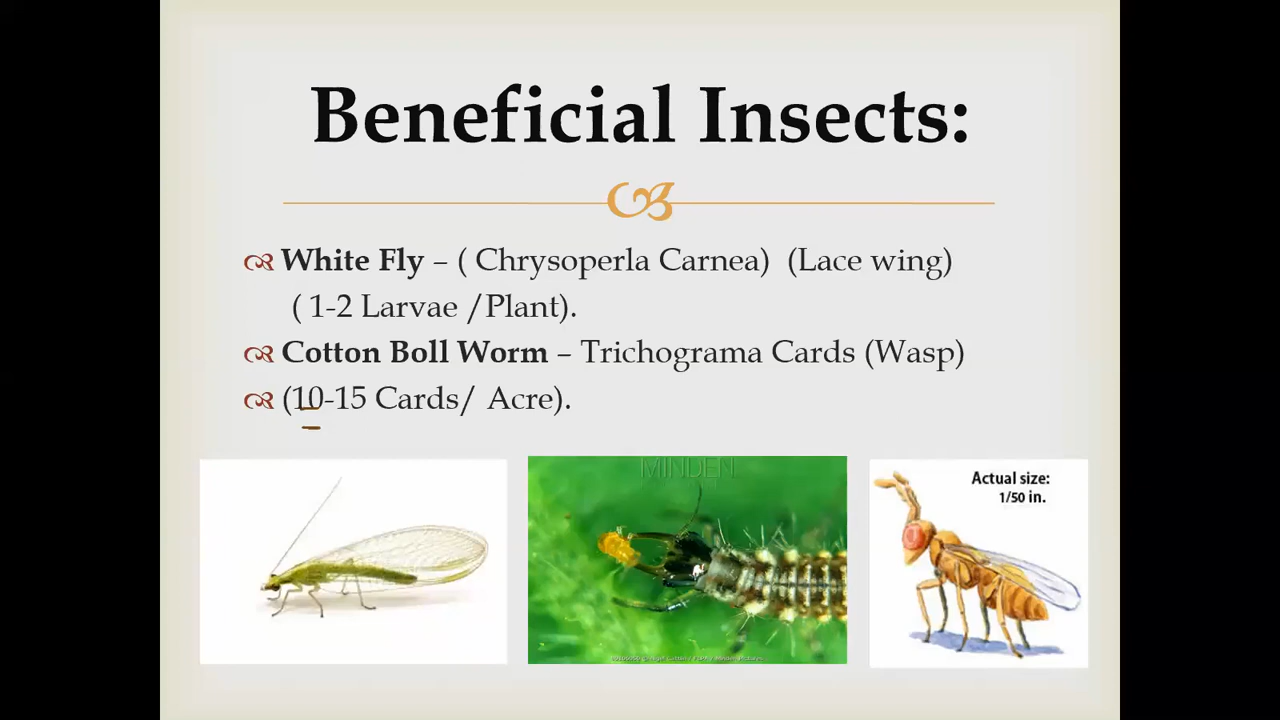 Beneficial Insects:
White Fly – ( Chrysoperla Carnea) (Lace wing)
( 1-2 Larvae /Plant).
Cotton Boll Worm – Trichograma Cards (Wasp)
(10-15 Cards/ Acre).
MINDEN
Actual size:
1/50 in.